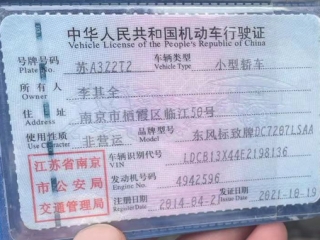 中华人民共和国机动车行驶证
Vehicle License of the People's Republic of China
号牌号码 苏A3Z2T2 车辆类型 小型轿车
Plate No. Vehicle Type
所有人 李其全
Owner
住址 南京市栖霞区临江50号
Address
使用性质 非营运 品牌型号 东风标致牌DC7207LSAA
Use Character Model
江苏省南京
市公安局
交通管理局
车辆识别代号 LDCB13X44E2198136
VIN
发动机号码 4942596
Engine No.
注册日期 2014-04-2 发证日期 2021-10-19
Register Date Issue Date